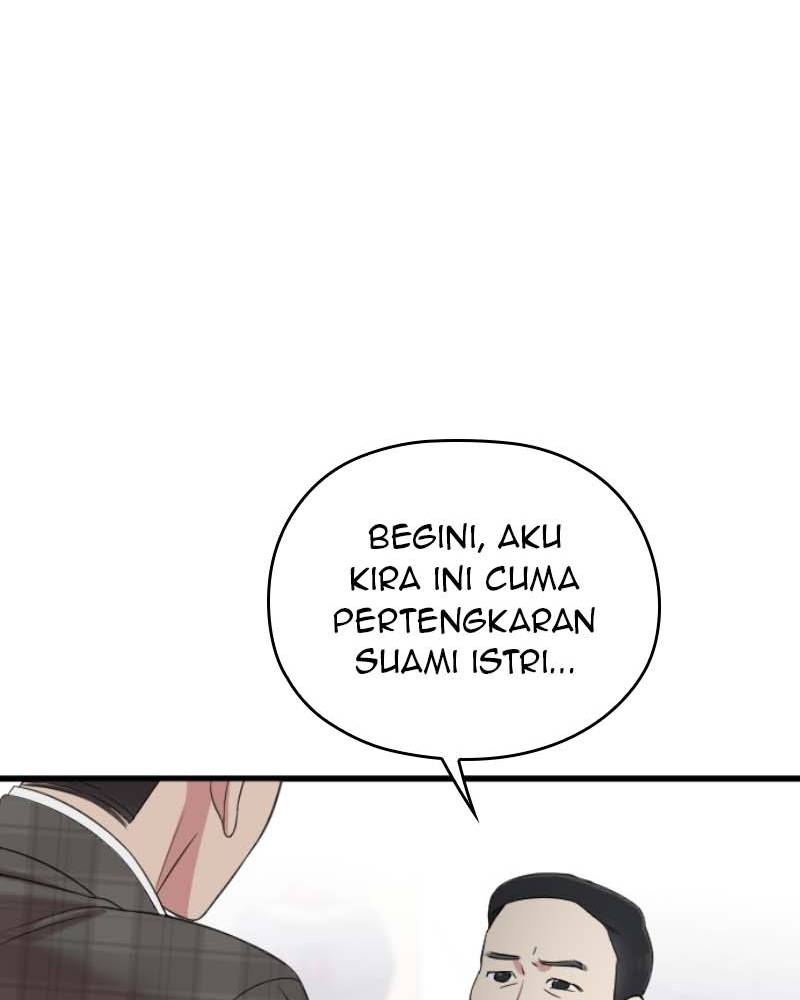 BEGINI, AKU
KIRA INI CUMA
PERTENGKARAN
SUAMI ISTRI...